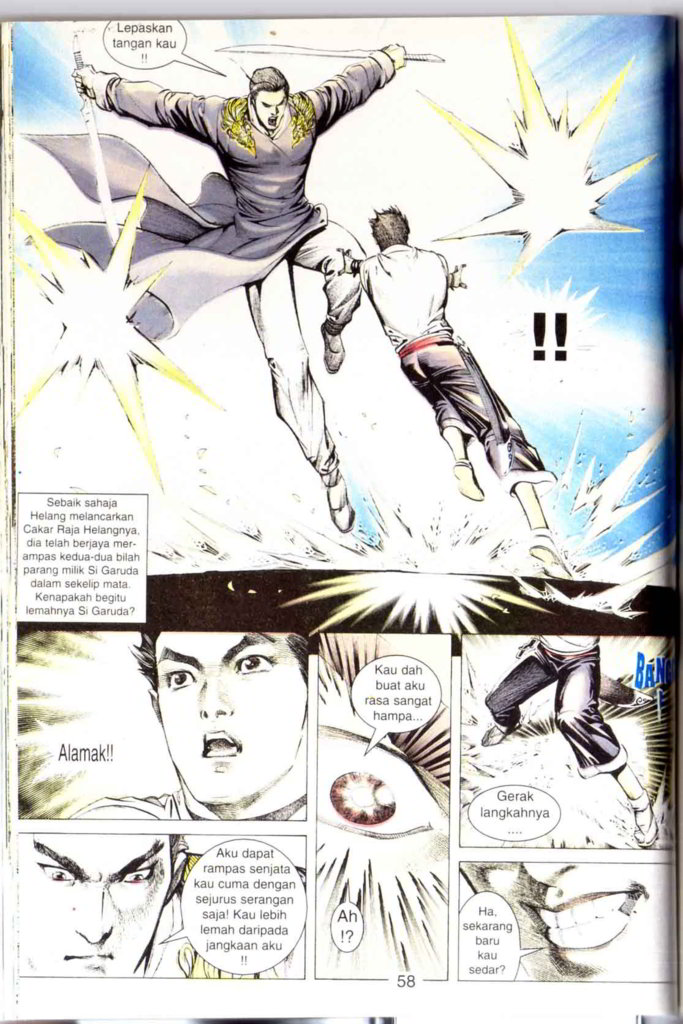 Lepaskan
tangan kau
!!
!!
Sebaik sahaja
Helang melancarkan
Cakar Raja Helangnya,
dia telah berjaya mer-
ampas kedua-dua bilah
parang milik Si Garuda
dalam sekelip mata.
Kenapakah begitu
lemahnya Si Garuda?
Alamak!!
Kau dah
buat aku
rasa sangat
hampa...
BANG
!
Gerak
langkahnya
....
Aku dapat
rampas senjata
kau cuma dengan
sejurus serangan
saja! Kau lebih
lemah daripada
jangkaan aku
!!
Ah
!?
Ha,
sekarang
baru
kau
sedar?
58